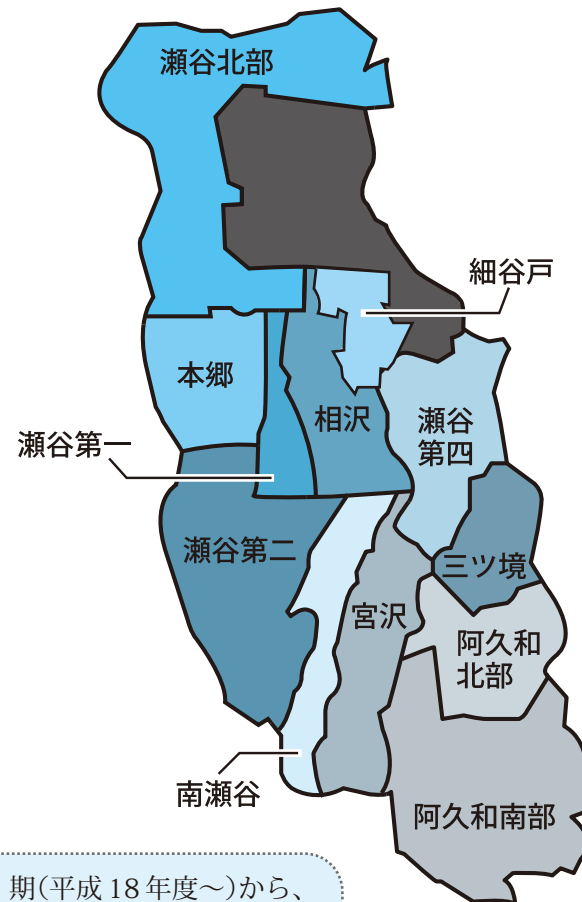 瀬谷北部
細谷戸
本郷
相沢
瀬谷
第四
瀬谷第一
瀬谷第二
三ツ境
宮沢
阿久和
北部
南瀬谷
阿久和南部
期(平成18年度〜)から、